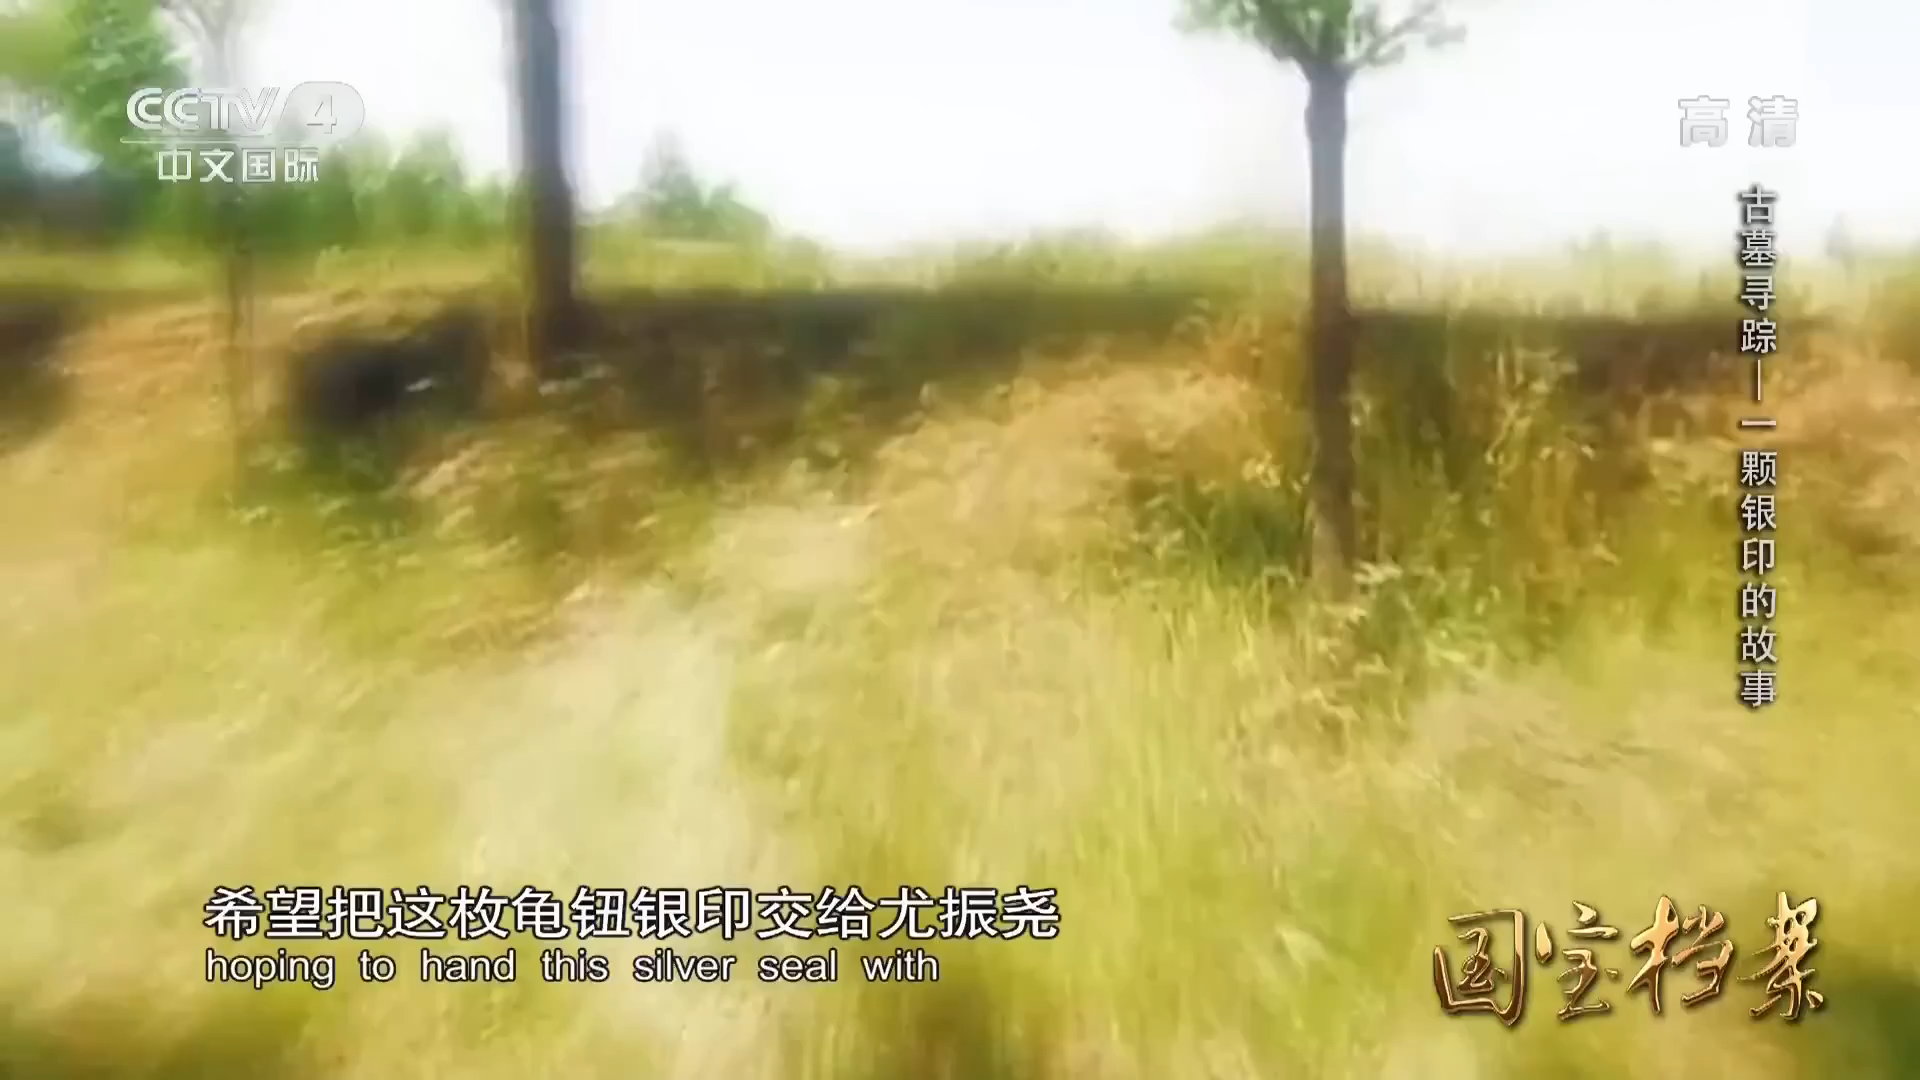 CCTV 4
中文国际
高清
古墓寻踪—一颗银印的故事
希望把这枚龟钮银印交给尤振尧
hoping to hand this silver seal with
国宝档案